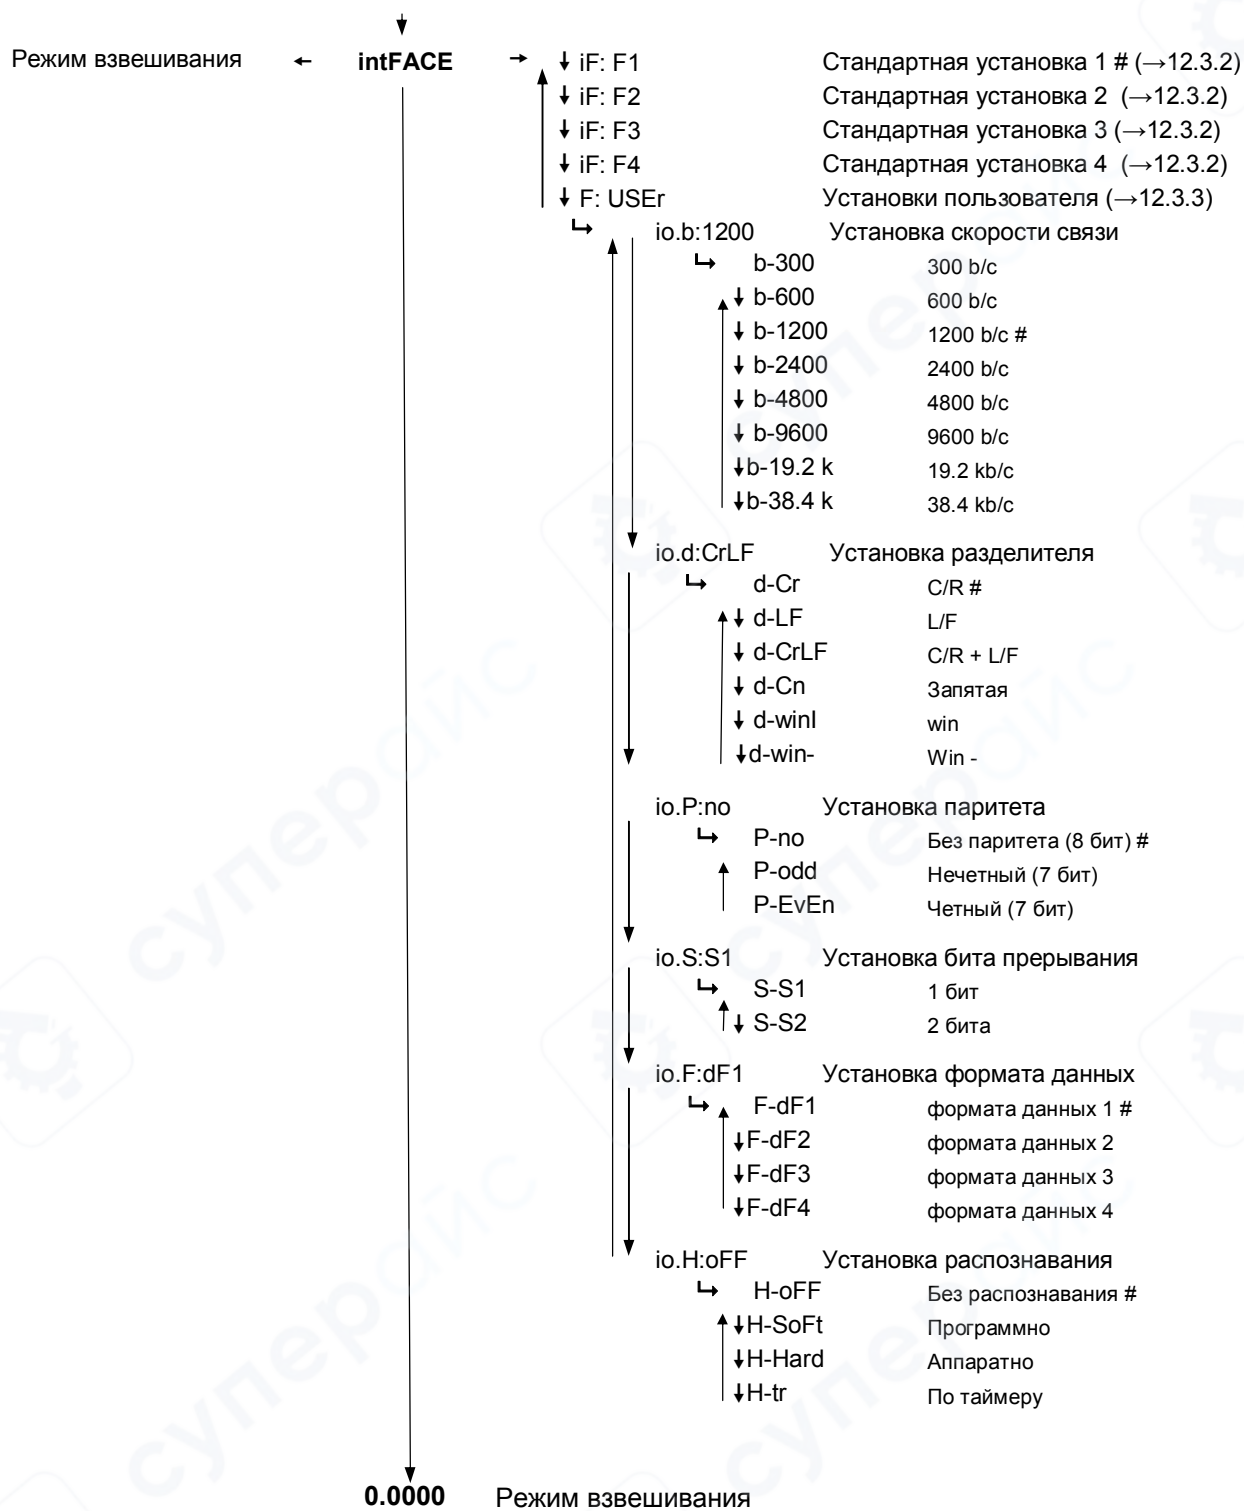 Режим взвешивания ← intFACE → ↓ iF: F1 Стандартная установка 1 # (→12.3.2)
↓ iF: F2 Стандартная установка 2 (→12.3.2)
↓ iF: F3 Стандартная установка 3 (→12.3.2)
↓ iF: F4 Стандартная установка 4 (→12.3.2)
↓ F: USEr Установки пользователя (→12.3.3)
io.b:1200 Установка скорости связи
b-300 300 b/c
↓ b-600 600 b/c
↓ b-1200 1200 b/c #
↓ b-2400 2400 b/c
↓ b-4800 4800 b/c
↓ b-9600 9600 b/c
↓b-19.2 k 19.2 kb/c
↓b-38.4 k 38.4 kb/c
io.d:CrLF Установка разделителя
d-Cr C/R #
↓ d-LF L/F
↓ d-CrLF C/R + L/F
↓ d-Cn Запятая
↓ d-winI win
↓d-win- Win -
io.P:no Установка паритета
P-no Без паритета (8 бит) #
P-odd Нечетный (7 бит)
P-EvEn Четный (7 бит)
io.S:S1 Установка бита прерывания
S-S1 1 бит
↓ S-S2 2 бита
io.F:dF1 Установка формата данных
F-dF1 формата данных 1 #
↓F-dF2 формата данных 2
↓F-dF3 формата данных 3
↓F-dF4 формата данных 4
io.H:oFF Установка распознавания
H-oFF Без распознавания #
↓H-SoFt Программно
↓H-Hard Аппаратно
↓H-tr По таймеру
0.0000 Режим взвешивания
суперайс
суперайс
суперайс
суперайс